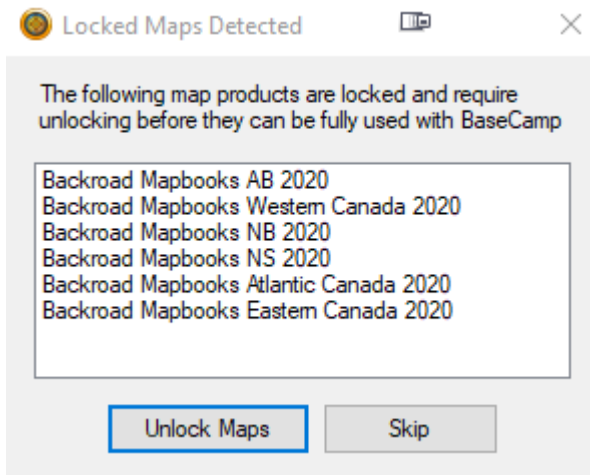 Locked Maps Detected
The following map products are locked and require
unlocking before they can be fully used with BaseCamp
Backroad Mapbooks AB 2020
Backroad Mapbooks Western Canada 2020
Backroad Mapbooks NB 2020
Backroad Mapbooks NS 2020
Backroad Mapbooks Atlantic Canada 2020
Backroad Mapbooks Eastern Canada 2020
Unlock Maps
Skip